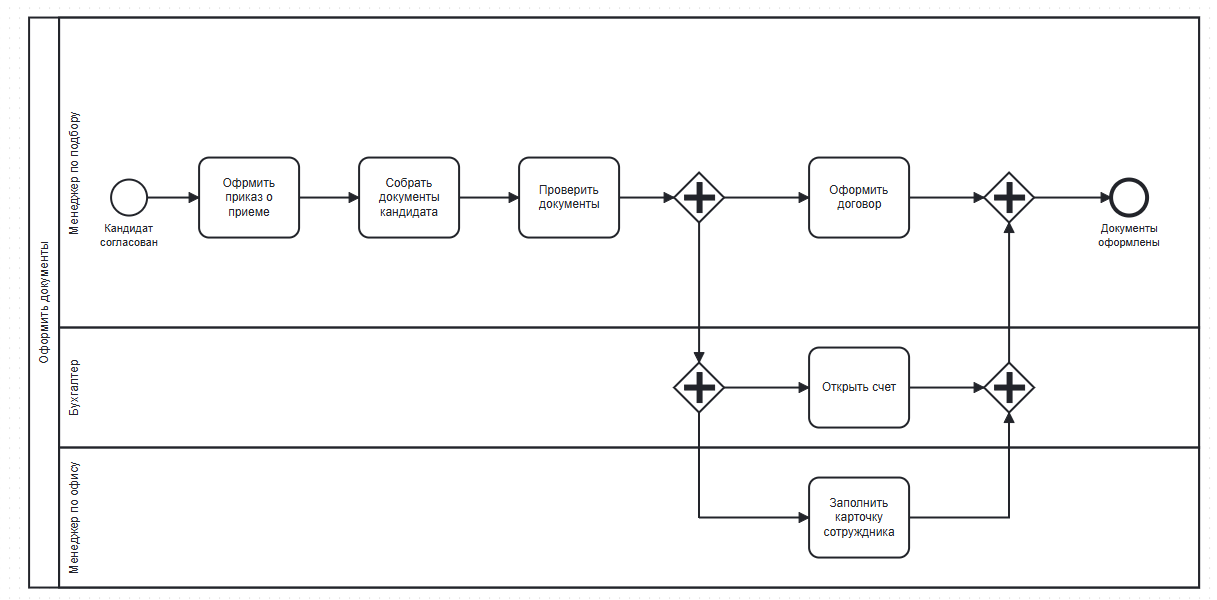 Оформить документы
Менеджер по подбору
Кандидат
согласован
Офрмить
приказ о
приеме
Собрать
документы
кандидата
Проверить
документы
Оформить
договор
Документы
оформлены
Бухгалтер
Открыть счет
Менеджер по офису
Заполнить
карточку
сотруждника